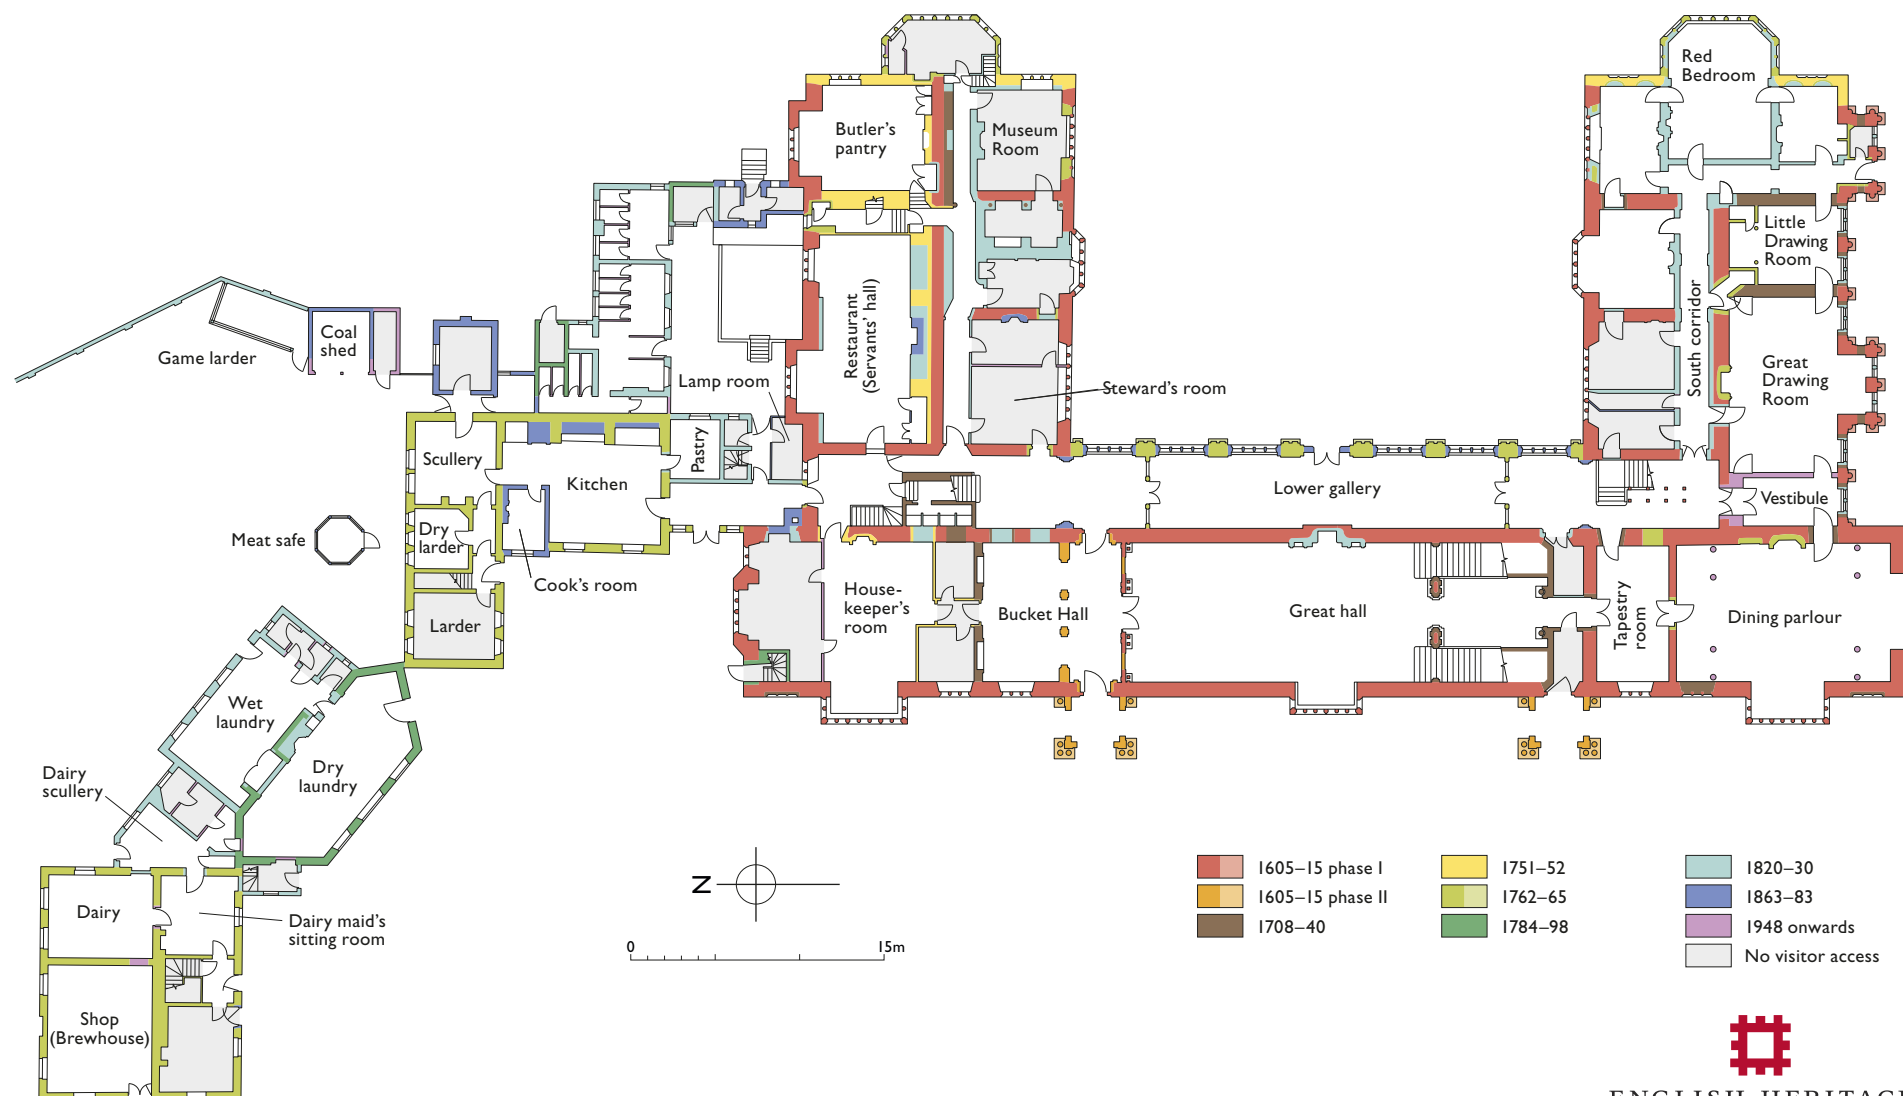 Red
Bedroom
Butler's
pantry
Museum
Room
Little
Drawing
Room
Coal
shed
Game larder
Restaurant
(Servants' hall)
South corridor
Great
Drawing
Room
Lamp room
Steward's room
Pastry
Scullery
Kitchen
Lower gallery
Vestibule
Dry
larder
Meat safe
Cook's room
House-
keeper's
room
Bucket Hall
Great hall
Tapestry
room
Dining parlour
Larder
Wet
laundry
Dry
laundry
Dairy
scullery
Dairy
Dairy maid's
sitting room
Shop
(Brewhouse)
N
0 15m
1605–15 phase I
1605–15 phase II
1708–40
1751–52
1762–65
1784–98
1820–30
1863–83
1948 onwards
No visitor access
ENGLISH HERITAGE